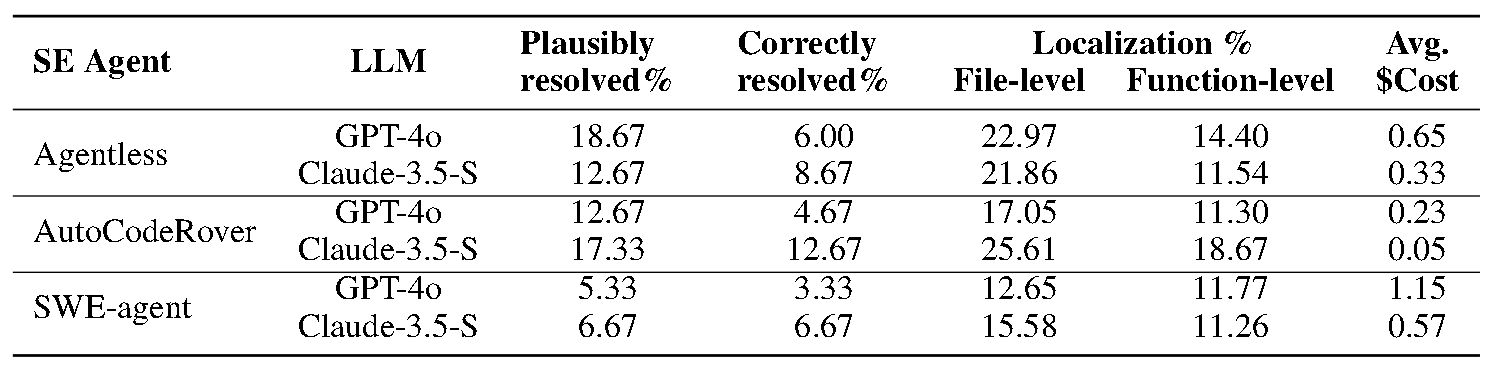 SE Agent LLM Plausibly resolved% Correctly resolved% Localization % File-level Function-level Avg. $Cost
Agentless GPT-4o 18.67 6.00 22.97 14.40 0.65
Claude-3.5-S 12.67 8.67 21.86 11.54 0.33
AutoCodeRover GPT-4o 12.67 4.67 17.05 11.30 0.23
Claude-3.5-S 17.33 12.67 25.61 18.67 0.05
SWE-agent GPT-4o 5.33 3.33 12.65 11.77 1.15
Claude-3.5-S 6.67 6.67 15.58 11.26 0.57